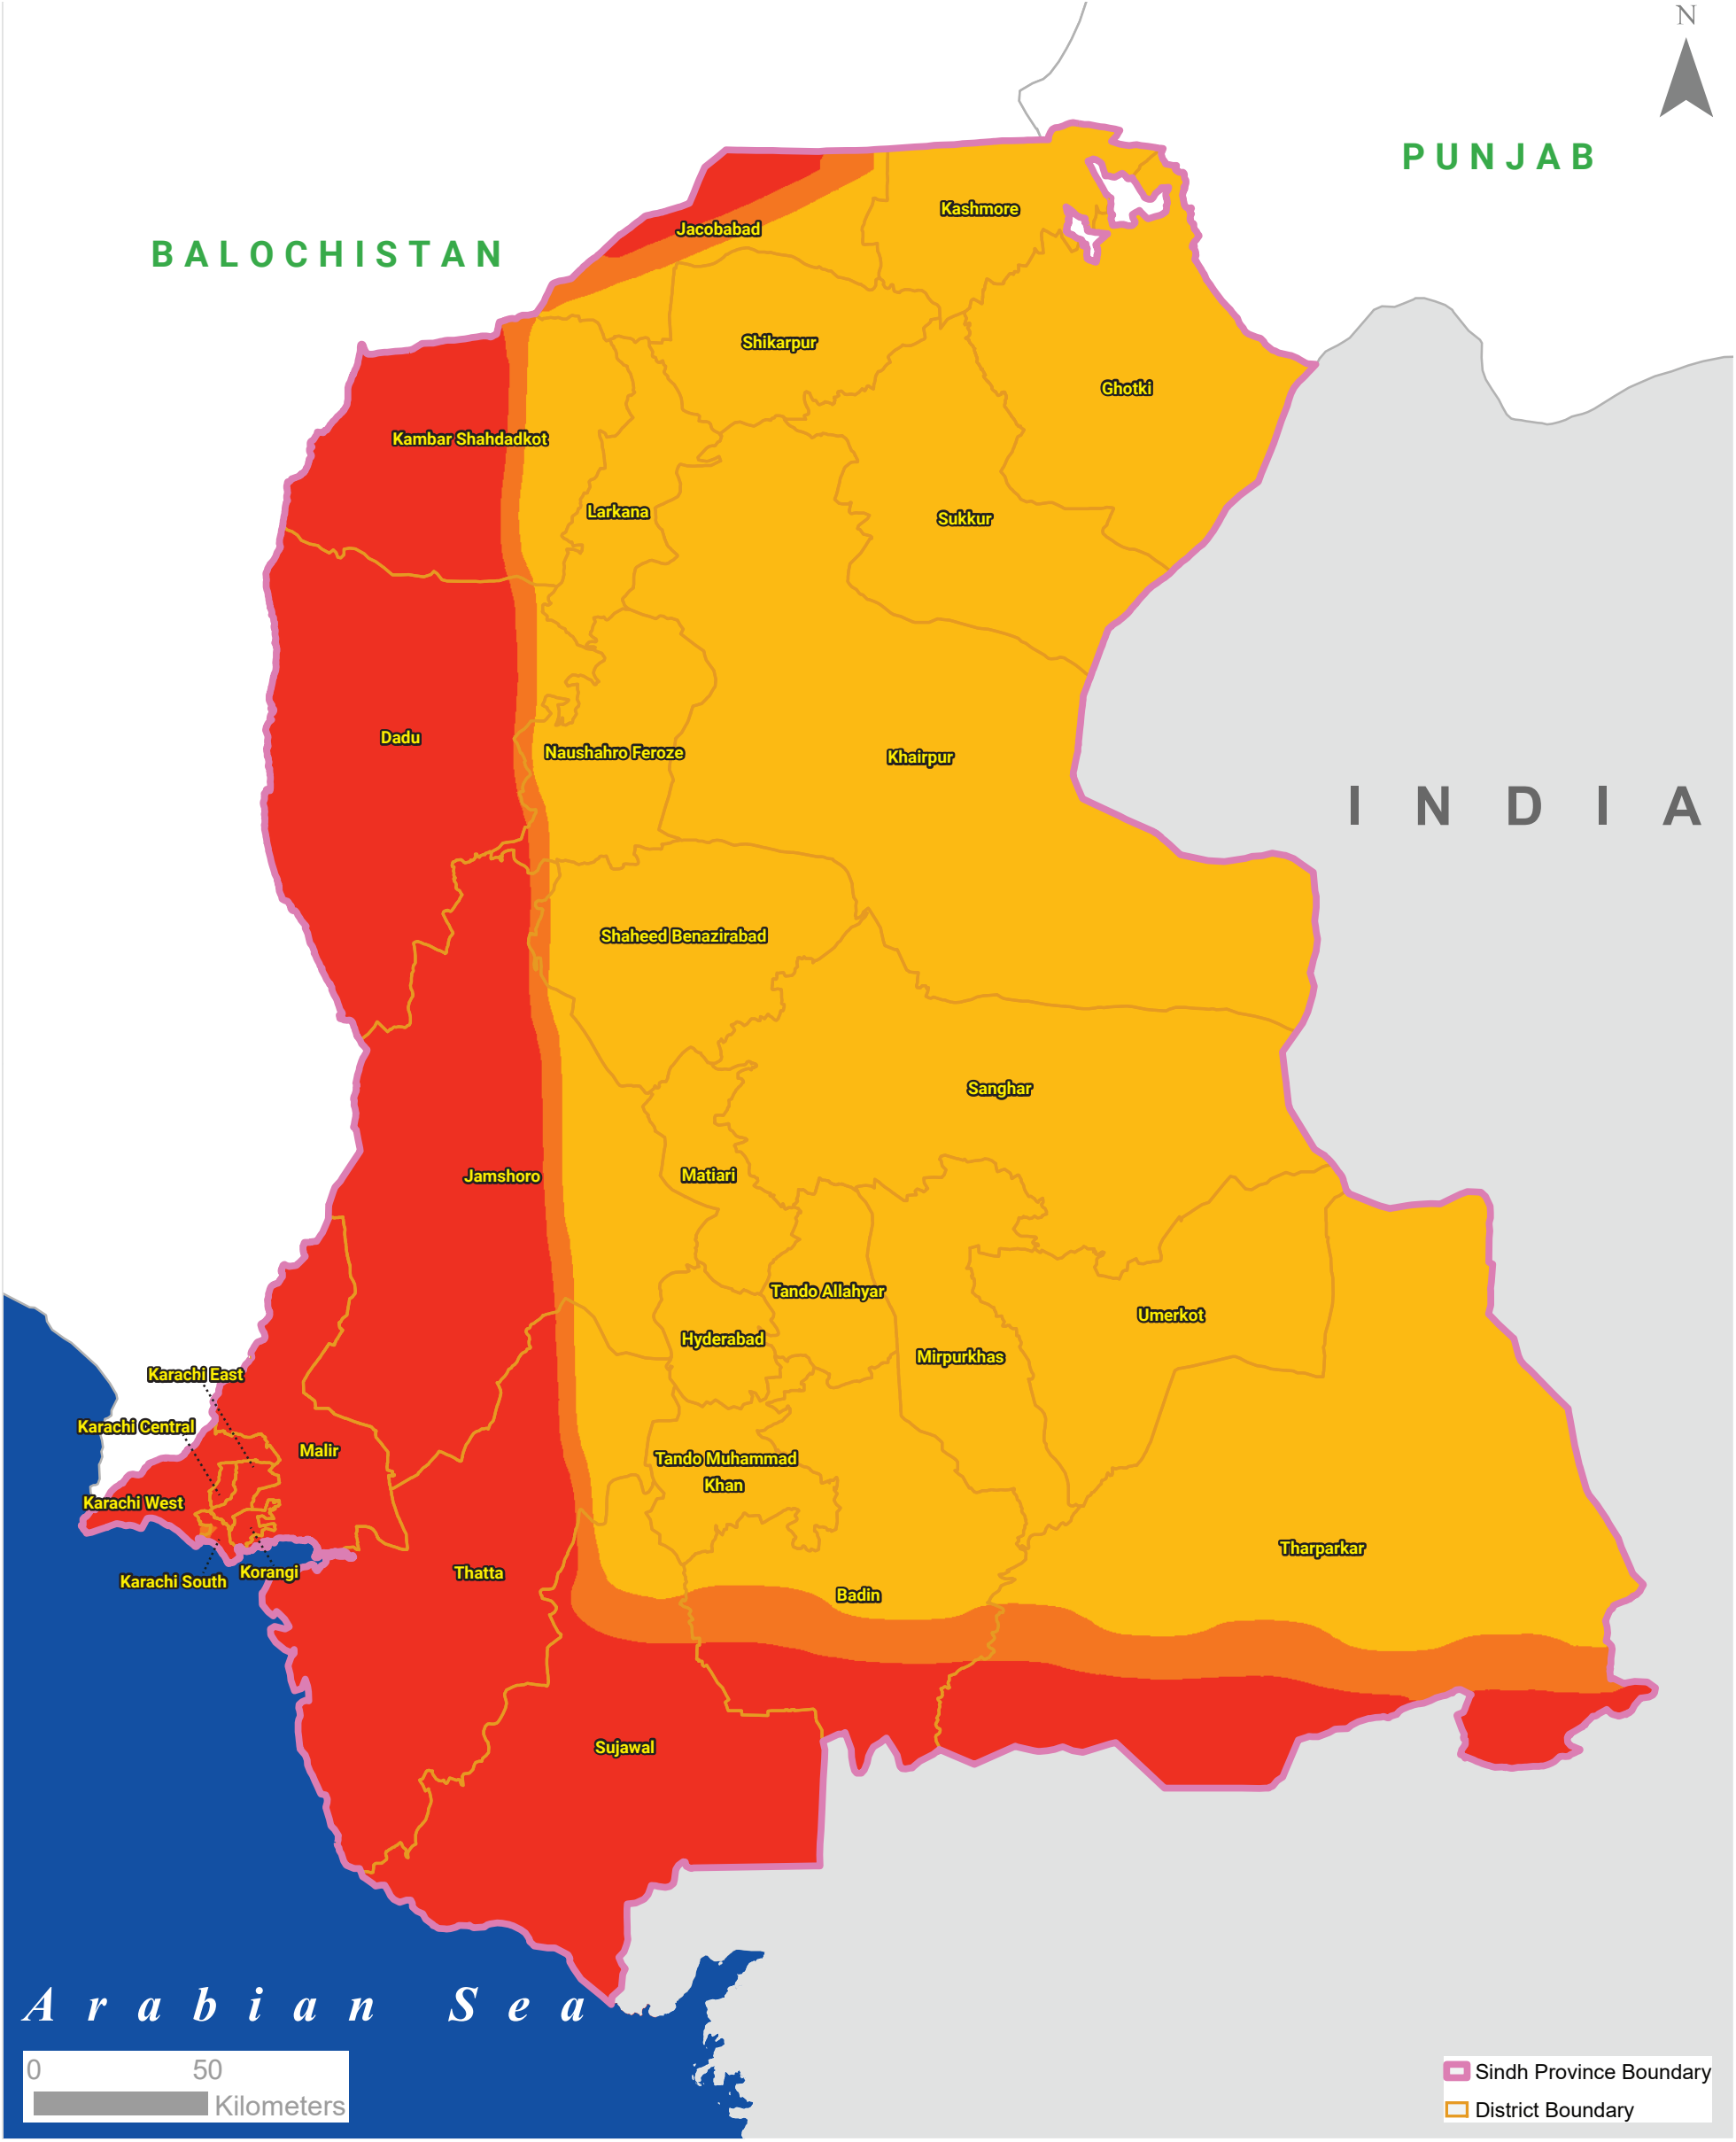 N
PUNJAB
BALOCHISTAN
Kashmore
Jacobabad
Shikarpur
Ghotki
Kambar Shahdadkot
Larkana
Sukkur
Dadu
Naushahro Feroze
Khairpur
INDIA
Shaheed Benazirabad
Sanghar
Jamshoro
Matiari
Tando Allahyar
Umerkot
Hyderabad
Mirpurkhas
Karachi East
Karachi Central
Malir
Tando Muhammad
Khan
Karachi West
Tharparkar
Korangi
Thatta
Karachi South
Badin
Sujawal
Arabian Sea
0 50
Kilometers
Sindh Province Boundary
District Boundary